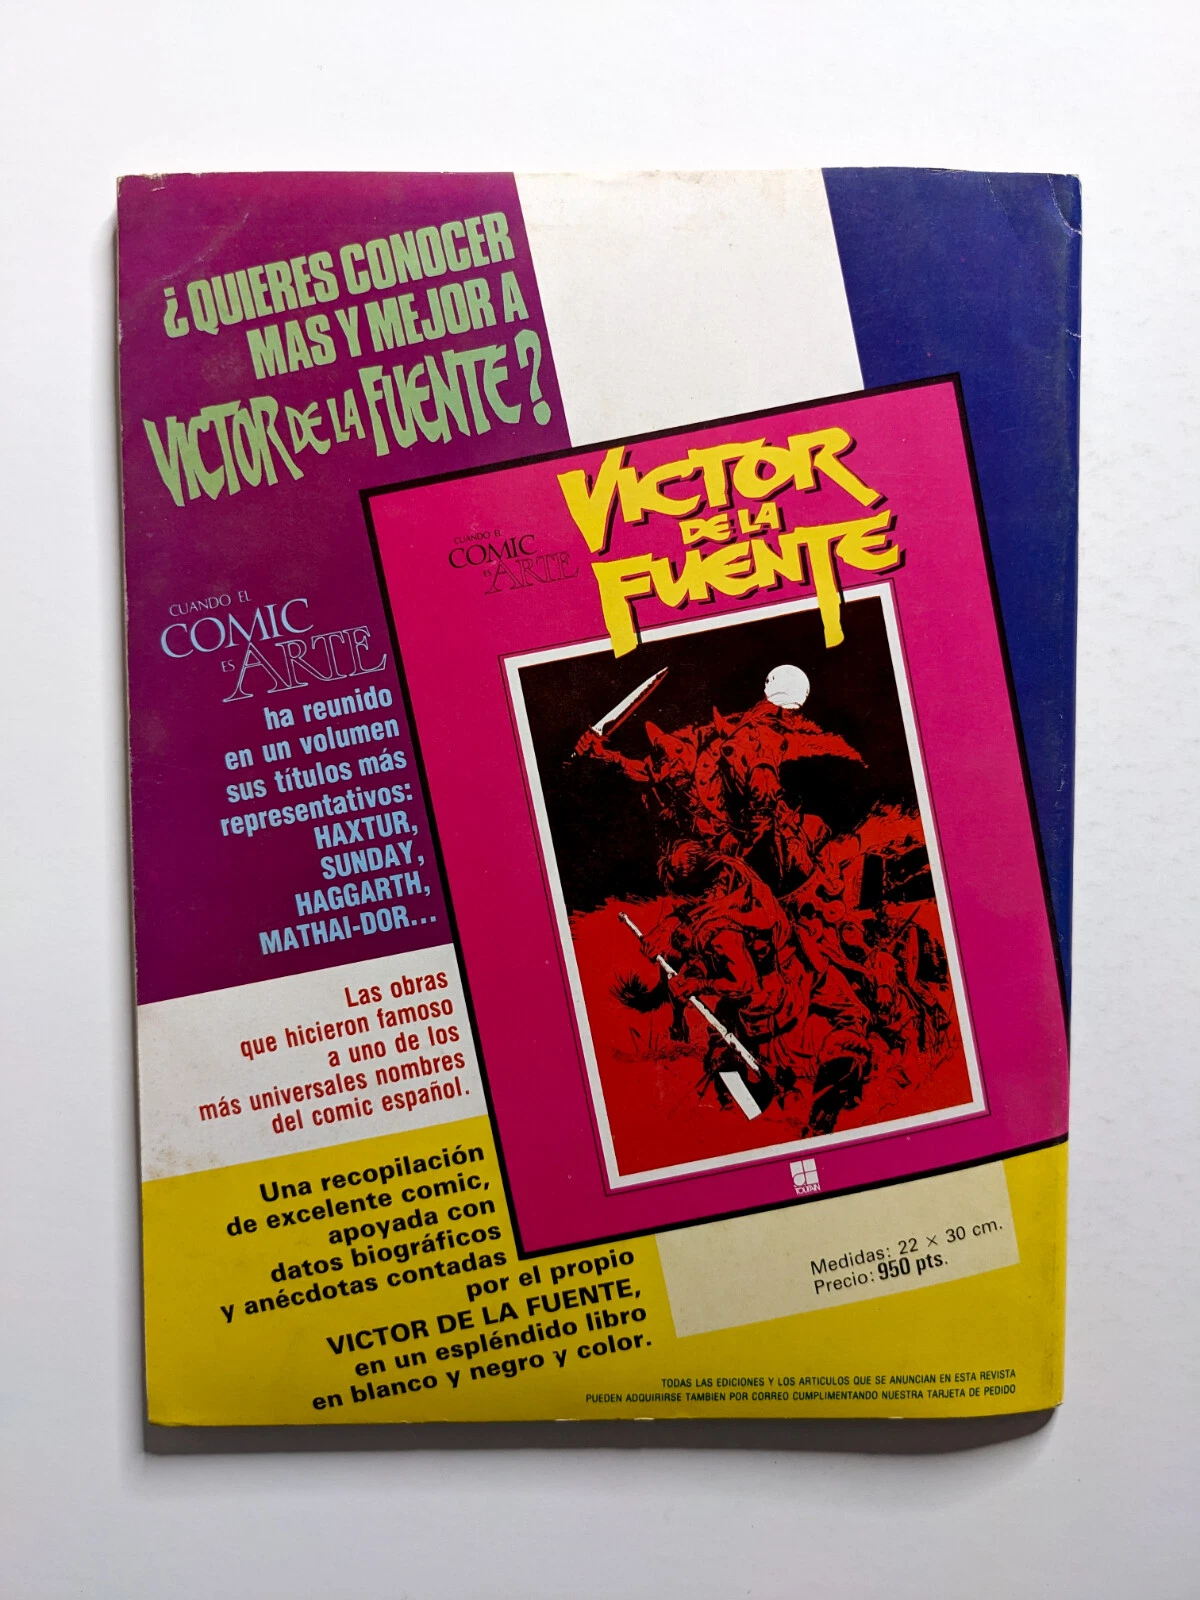 ¿QUIERES CONOCER
MAS Y MEJOR A
VICTOR DE LA FUENTE?
CUANDO EL
COMIC
ES ARTE
ha reunido
en un volumen
sus títulos más
representativos:
HAXTUR,
SUNDAY,
HAGGARTH,
MATHAI-DOR...
Las obras
que hicieron famoso
a uno de los
más universales nombres
del comic español.
Una recopilación
de excelente comic,
apoyada con
datos biográficos
y anécdotas contadas
por el propio
VICTOR DE LA FUENTE,
en un espléndido libro
en blanco y negro y color.
CUANDO EL
COMIC
ES ARTE
VICTOR
DE LA
FUENTE
TOUTAIN
Medidas: 22 × 30 cm.
Precio: 950 pts.
TODAS LAS EDICIONES Y LOS ARTICULOS QUE SE ANUNCIAN EN ESTA REVISTA
PUEDEN ADQUIRIRSE TAMBIEN POR CORREO CUMPLIMENTANDO NUESTRA TARJETA DE PEDIDO